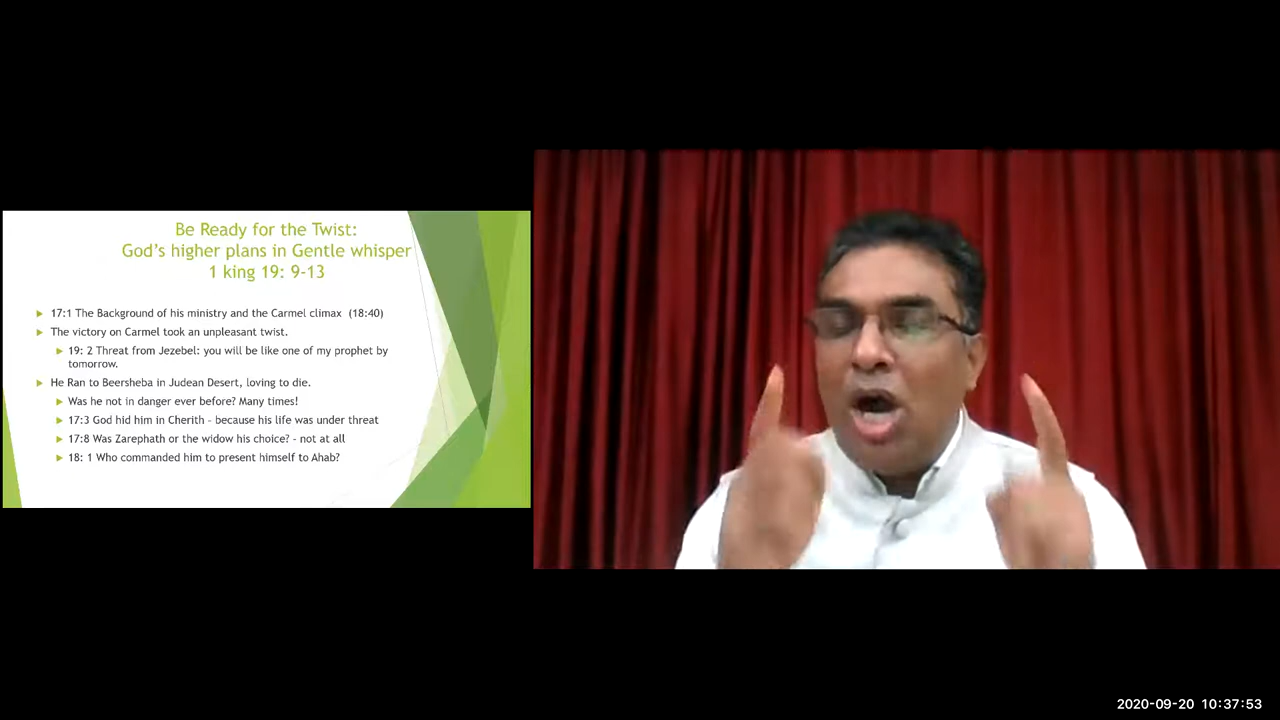 Be Ready for the Twist:
God's higher plans in Gentle whisper
1 king 19: 9-13
17:1 The Background of his ministry and the Carmel climax (18:40)
The victory on Carmel took an unpleasant twist.
19: 2 Threat from Jezebel: you will be like one of my prophet by
tomorrow.
He Ran to Beersheba in Judean Desert, loving to die.
Was he not in danger ever before? Many times!
17:3 God hid him in Cherith – because his life was under threat
17:8 Was Zarephath or the widow his choice? - not at all
18: 1 Who commanded him to present himself to Ahab?
2020-09-20 10:37:53